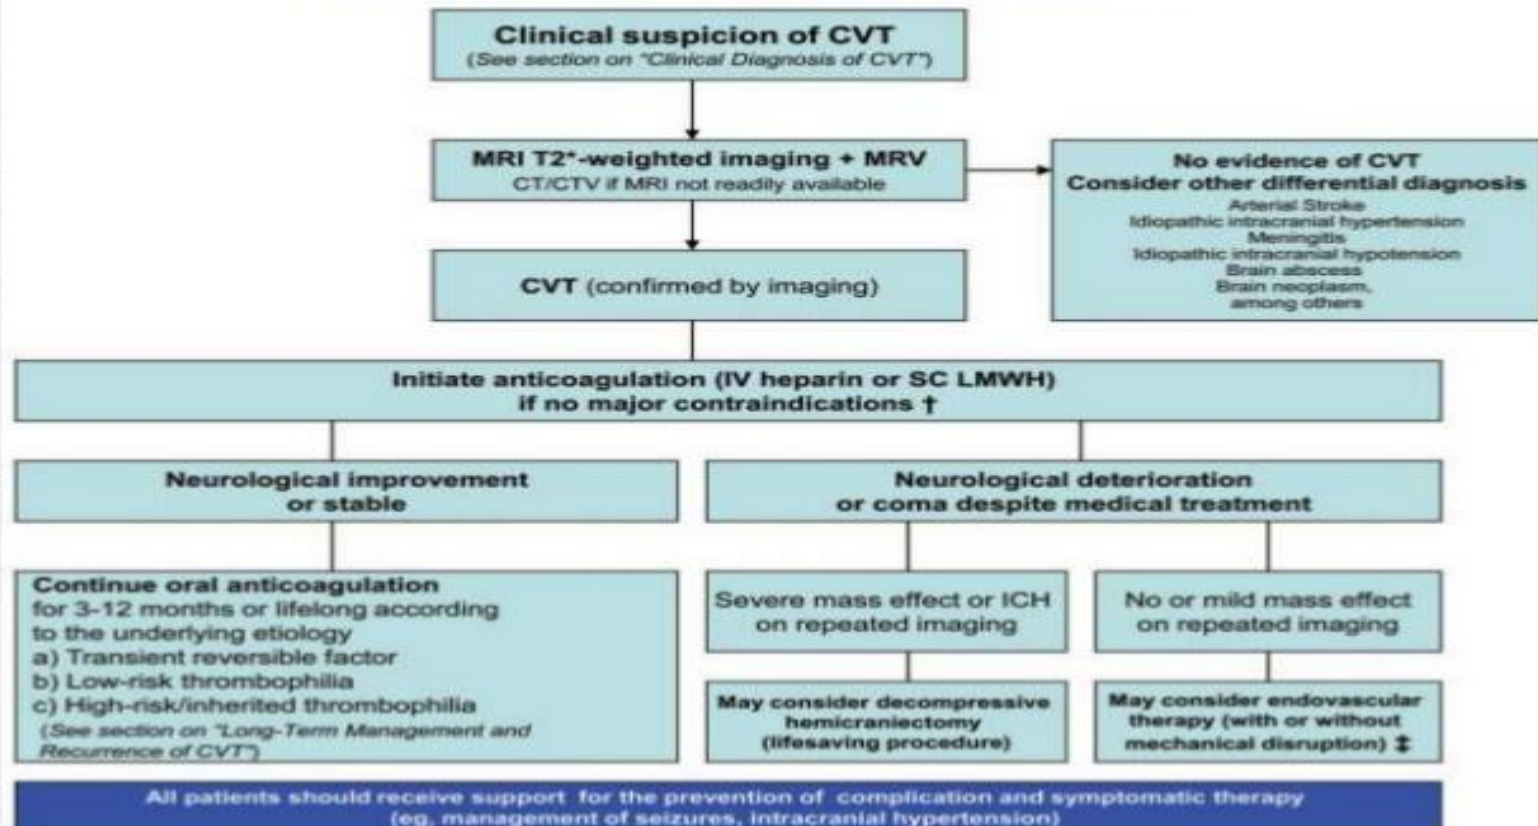 Clinical suspicion of CVT
(See section on "Clinical Diagnosis of CVT")
MRI T2*-weighted imaging + MRV
CT/CTV if MRI not readily available
No evidence of CVT
Consider other differential diagnosis
Arterial Stroke
Idiopathic intracranial hypertension
Meningitis
Idiopathic intracranial hypotension
Brain abscess
Brain neoplasm,
among others
CVT (confirmed by imaging)
Initiate anticoagulation (IV heparin or SC LMWH)
if no major contraindications †
Neurological improvement
or stable
Neurological deterioration
or coma despite medical treatment
Continue oral anticoagulation
for 3-12 months or lifelong according
to the underlying etiology
a) Transient reversible factor
b) Low-risk thrombophilia
c) High-risk/inherited thrombophilia
(See section on "Long-Term Management and
Recurrence of CVT")
Severe mass effect or ICH
on repeated imaging
No or mild mass effect
on repeated imaging
May consider decompressive
hemicraniectomy
(lifesaving procedure)
May consider endovascular
therapy (with or without
mechanical disruption) ‡
All patients should receive support for the prevention of complication and symptomatic therapy
(eg, management of seizures, intracranial hypertension)